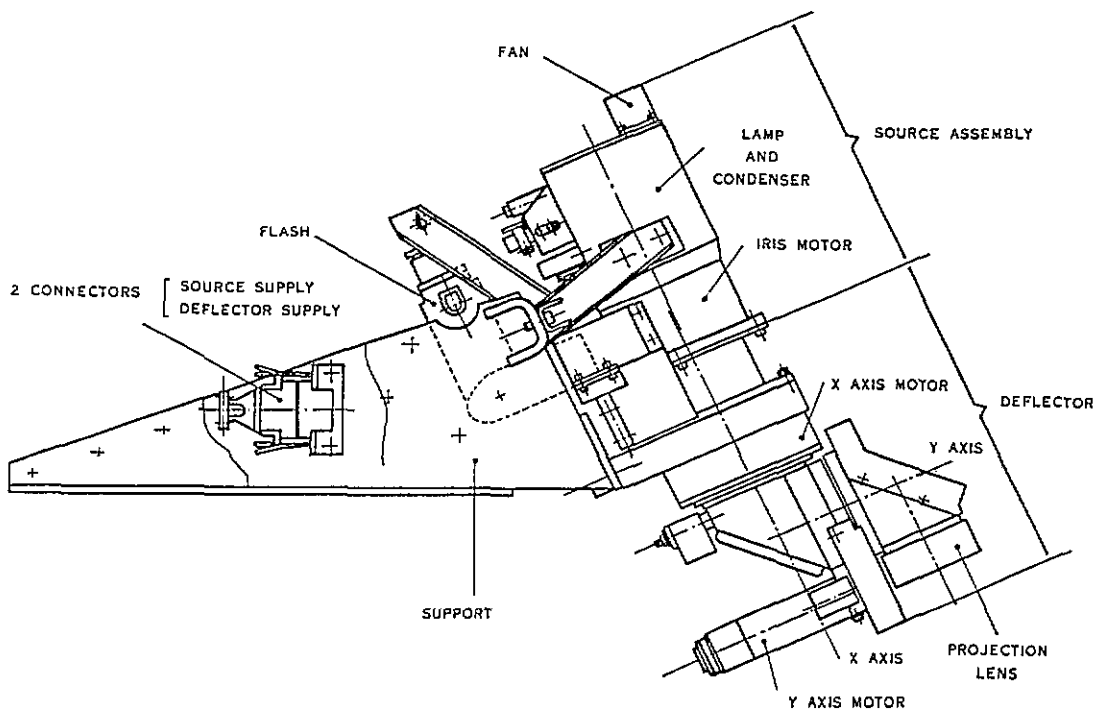 FAN
SOURCE ASSEMBLY
LAMP
AND
CONDENSER
FLASH
IRIS MOTOR
2 CONNECTORS
SOURCE SUPPLY
DEFLECTOR SUPPLY
X AXIS MOTOR
DEFLECTOR
Y AXIS
SUPPORT
X AXIS
PROJECTION
LENS
Y AXIS MOTOR